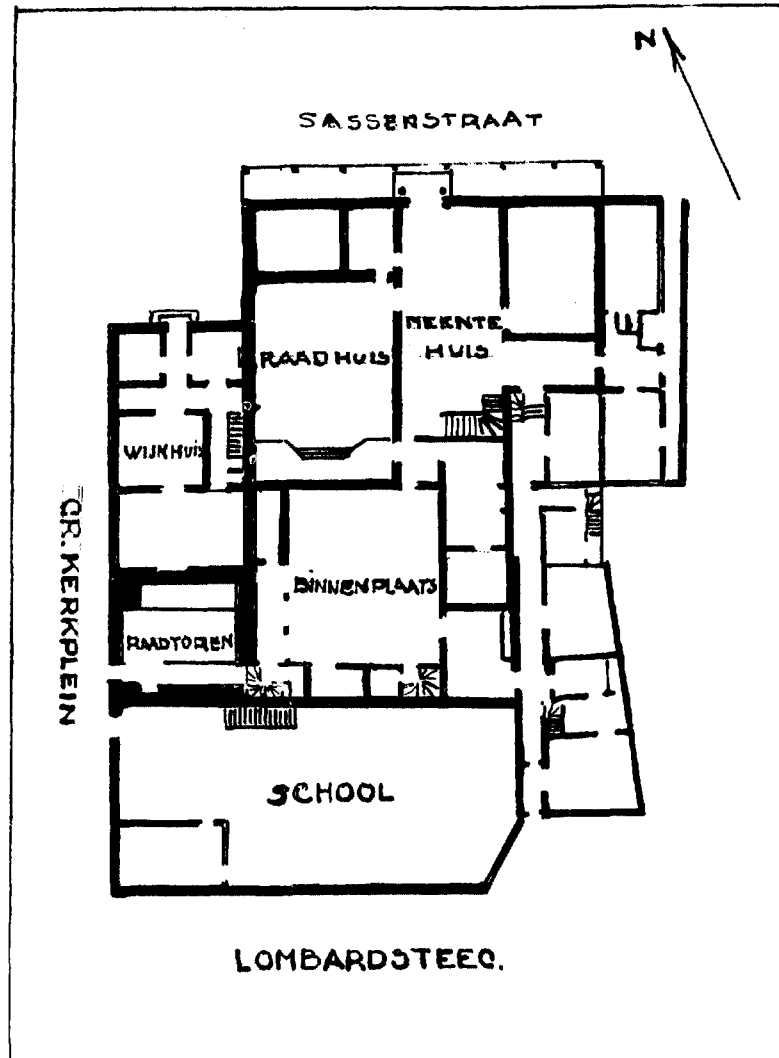 N
SASSENSTRAAT
RAADHUIS
MEENTE
HUIS
WIJKHUIS
GR. KERKPLEIN
BINNENPLAATS
RAADTOREN
SCHOOL
LOMBARDSTEEG.